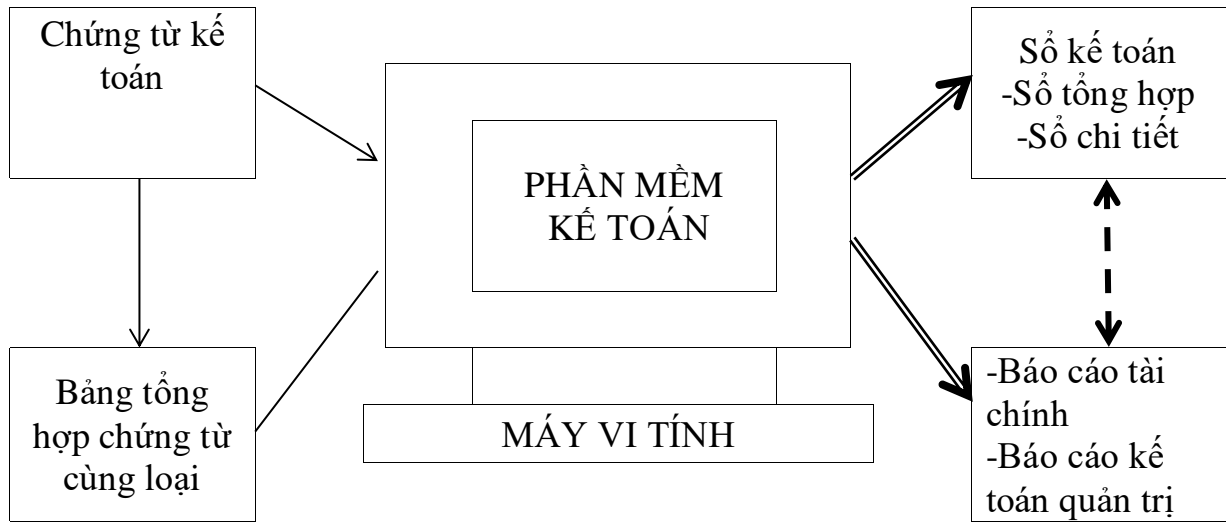 Chứng từ kế
toán
Sổ kế toán
-Sổ tổng hợp
-Sổ chi tiết
PHẦN MỀM
KẾ TOÁN
Bảng tổng
hợp chứng từ
cùng loại
MÁY VI TÍNH
-Báo cáo tài
chính
-Báo cáo kế
toán quản trị